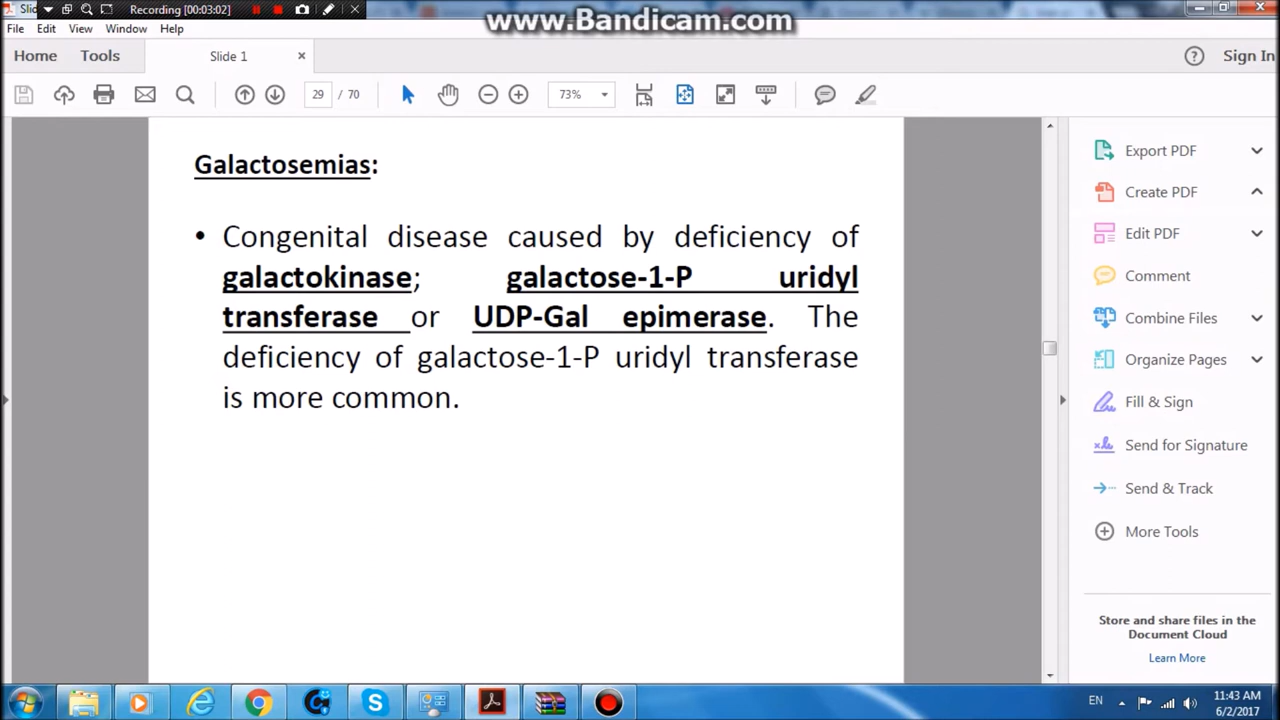 Slid
Recording [00:03:02]
www.Bandicam.com
File Edit View Window Help
Home Tools Slide 1 Sign In
29 / 70 73%
Galactosemias:
• Congenital disease caused by deficiency of
galactokinase; galactose-1-P uridyl
transferase or UDP-Gal epimerase. The
deficiency of galactose-1-P uridyl transferase
is more common.
Export PDF
Create PDF
Edit PDF
Comment
Combine Files
Organize Pages
Fill & Sign
Send for Signature
Send & Track
More Tools
Store and share files in the
Document Cloud
Learn More
EN
11:43 AM
6/2/2017